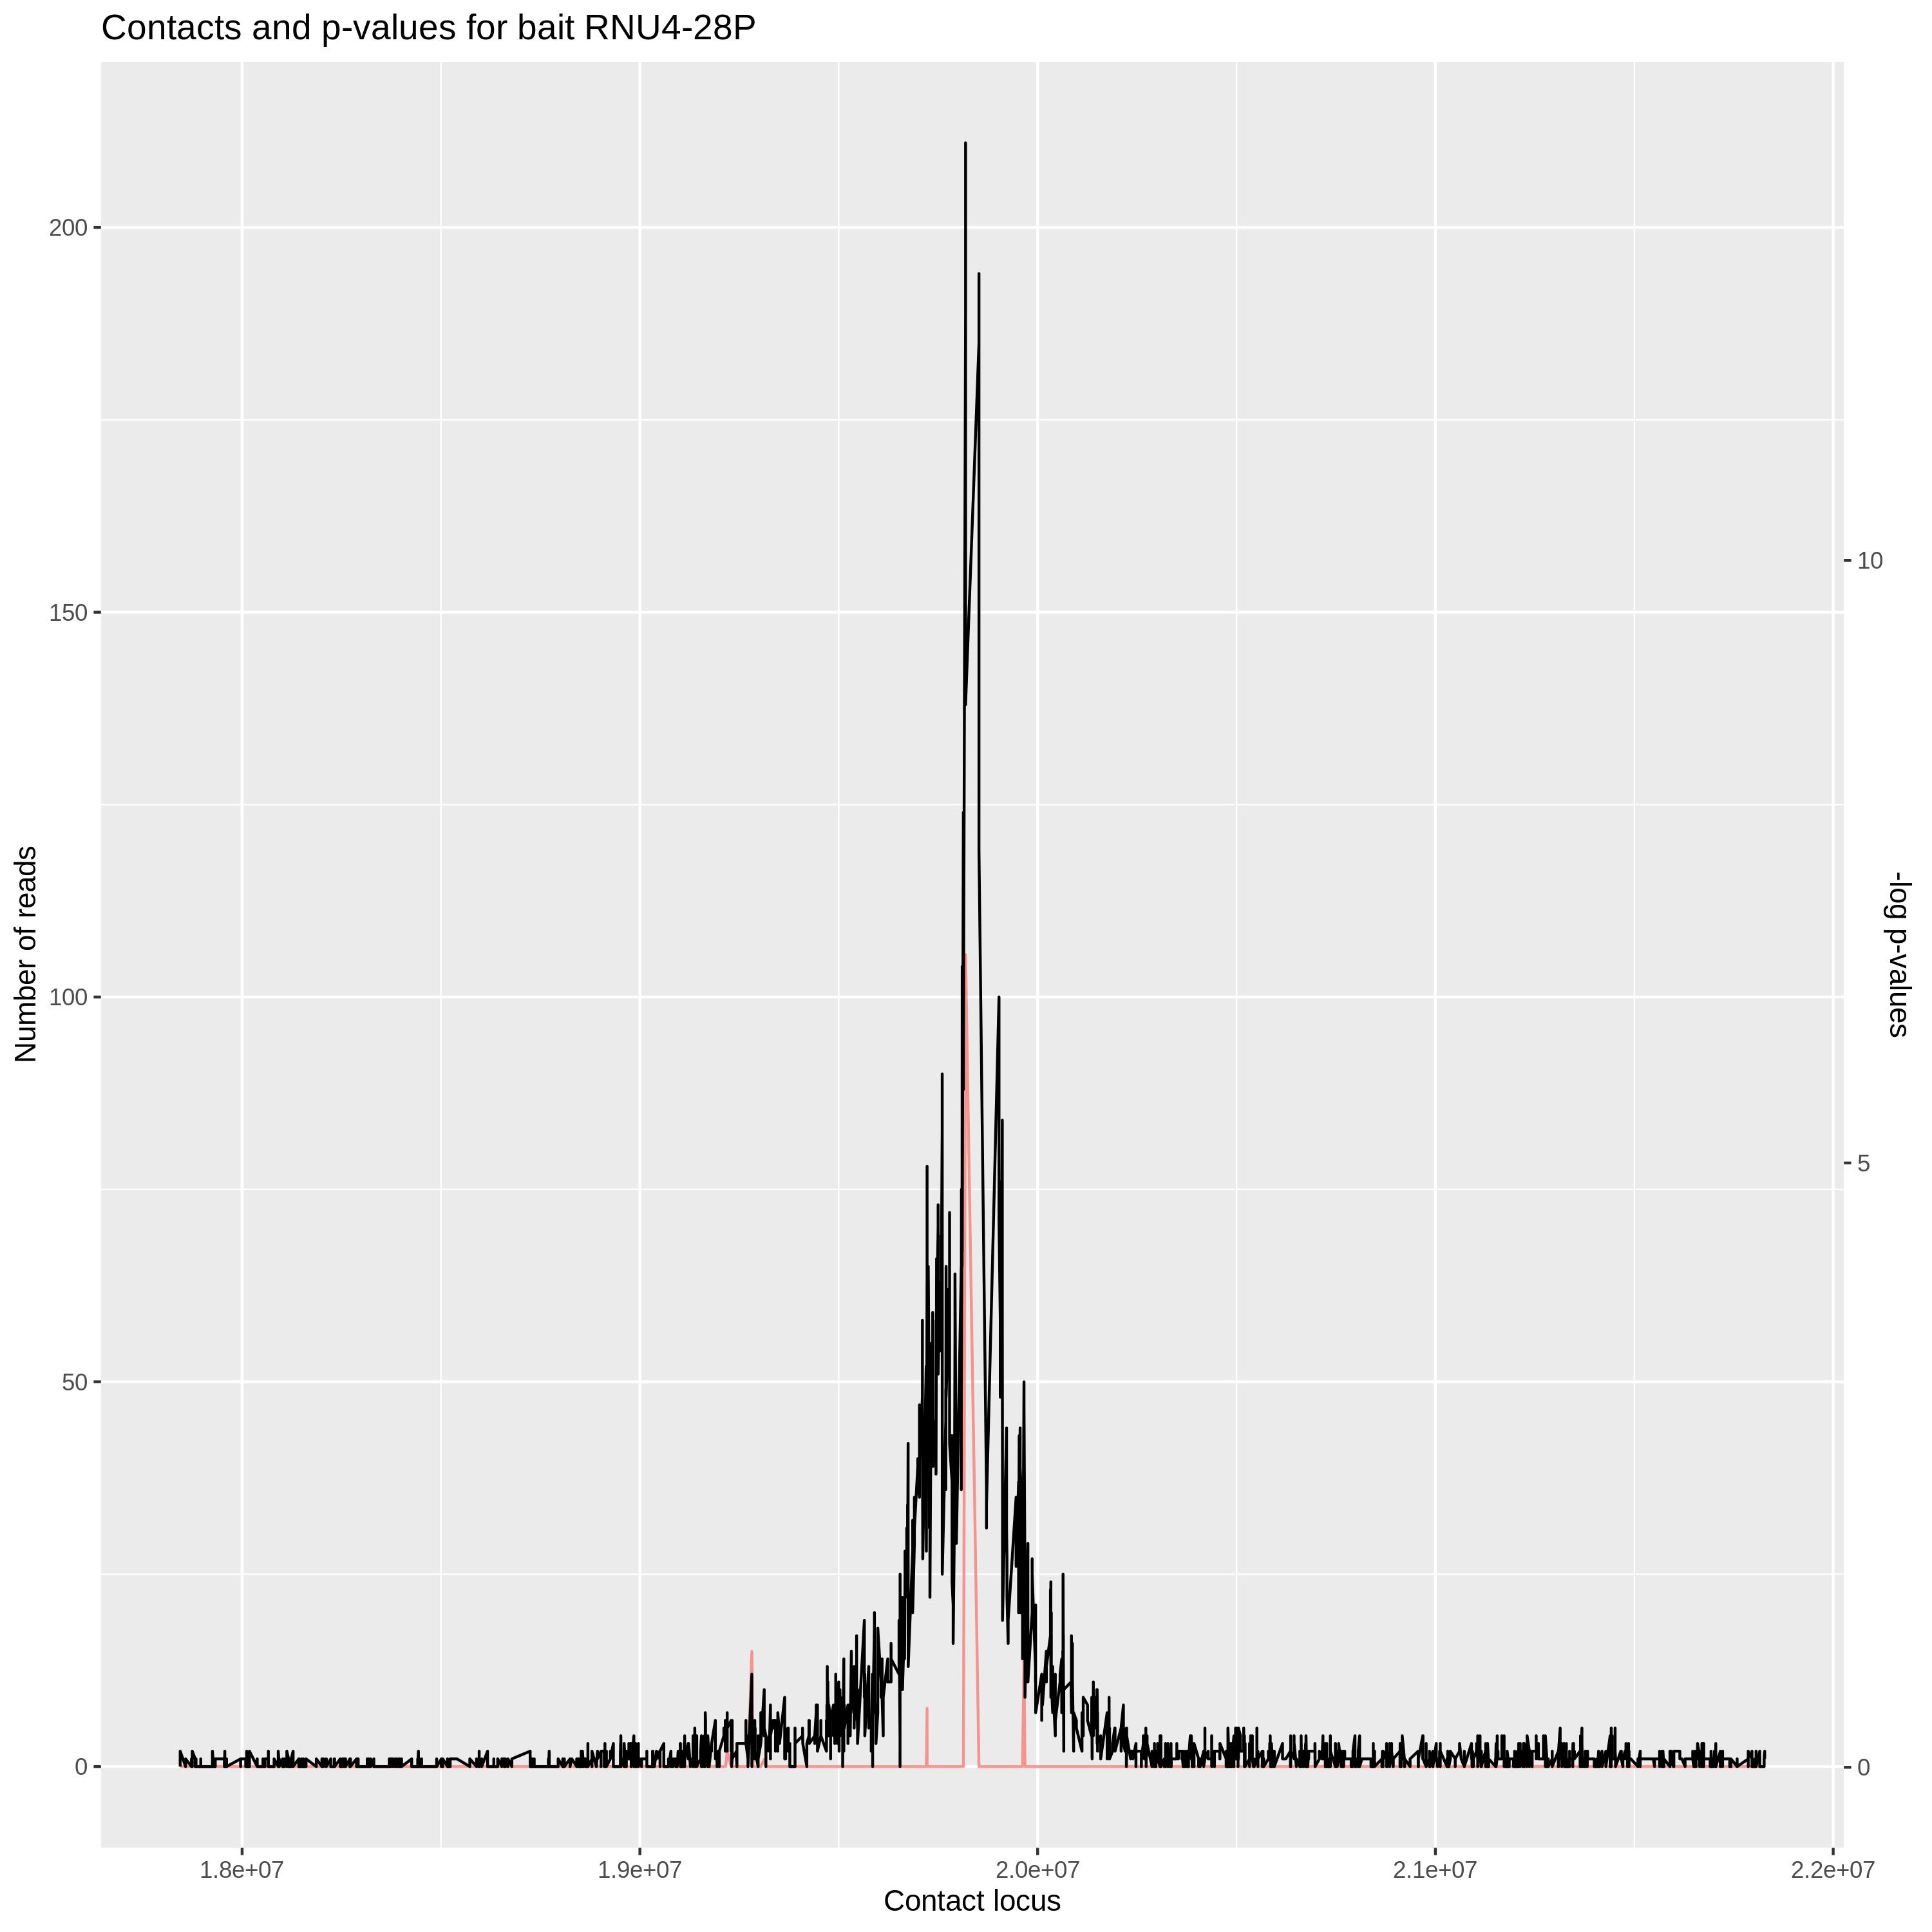 Contacts and p-values for bait RNU4-28P
Number of reads
200
150
100
50
0
10
5
0
-log p-values
1.8e+07
1.9e+07
2.0e+07
2.1e+07
2.2e+07
Contact locus